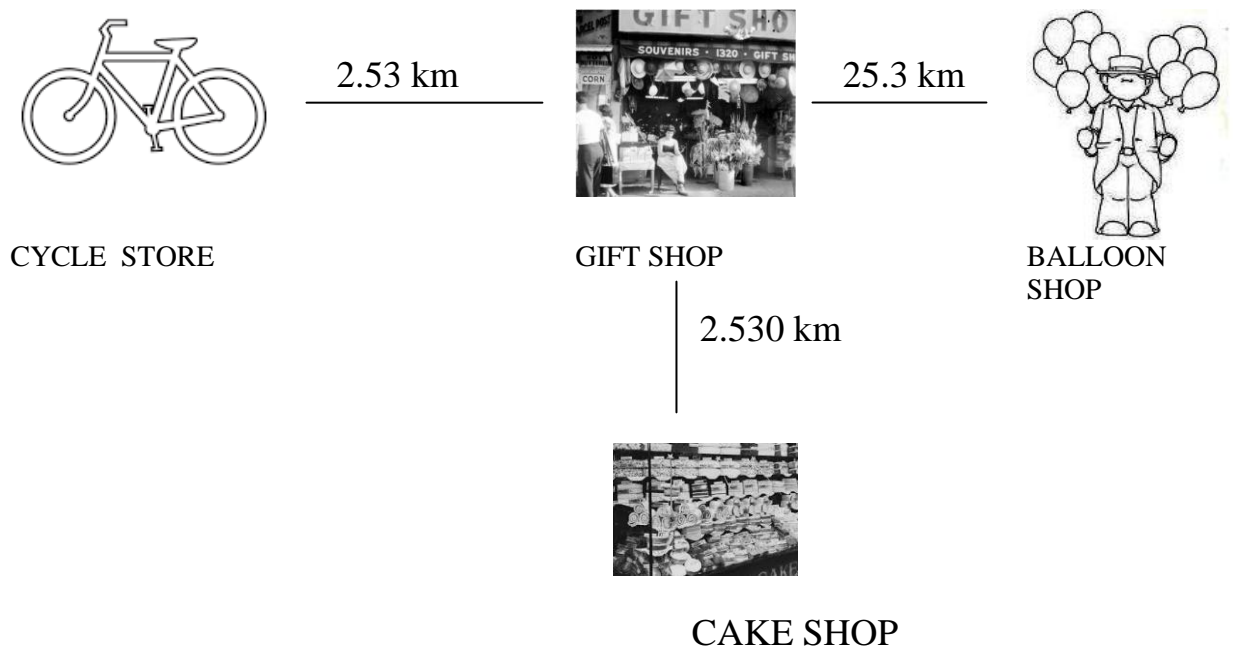 GIFT SHO
SOUVENIRS · 1320 · GIFT SH
CORN
2.53 km
25.3 km
CYCLE STORE
GIFT SHOP
BALLOON
SHOP
2.530 km
CAKE
CAKE SHOP